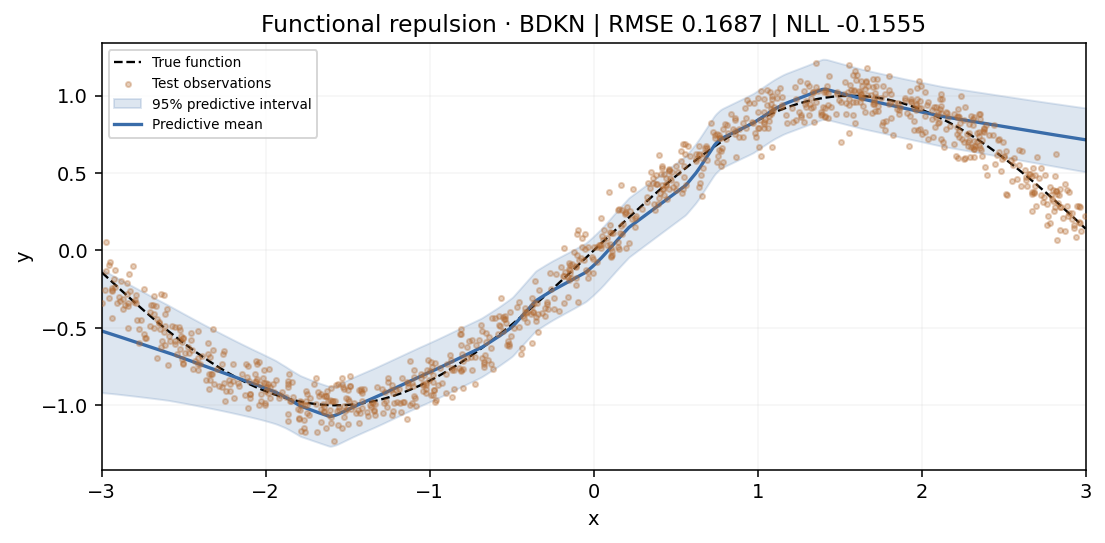 Functional repulsion · BDKN | RMSE 0.1687 | NLL -0.1555
True function
Test observations
95% predictive interval
Predictive mean
y
1.0
0.5
0.0
−0.5
−1.0
−3 −2 −1 0 1 2 3
x